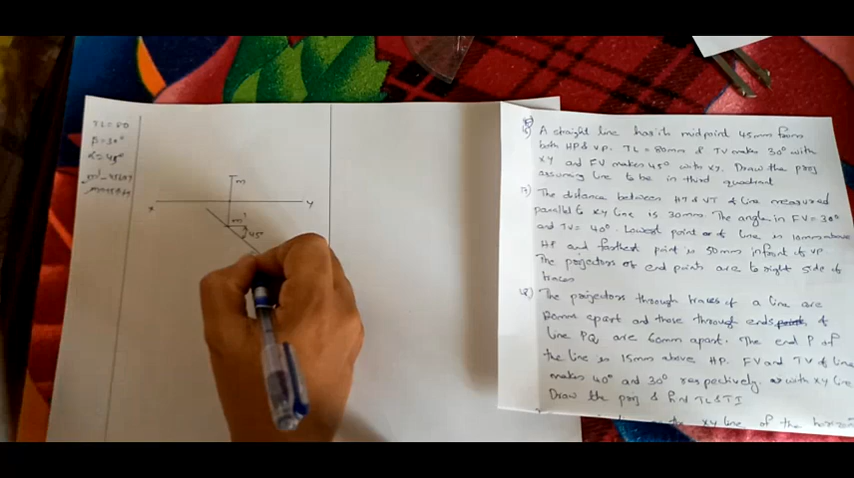 TL=80
β=30°
α=45°
m
x
y
m'
45°
A straight line has its midpoint 45mm from
both HP & VP. TL = 80mm & TV makes 30° with
XY and FV makes 45° with XY. Draw the proj
assuming line to be in third quadrant
The distance between HT & VT of line measured
parallel to xy line is 30mm. The angle in FV = 30°
and TV = 40°. Lowest point of line is 10mm above
HP and farthest point is 50mm infront of VP
The projectors of end points are to right side of
traces
The projectors through traces of a line are
apart and those through ends of
line PQ are 60mm apart. The end P of
the line is 15mm above HP. FV and TV of line
makes 40° and 30° respectively with xy line
Draw the proj & find TL & TI
xy line of the